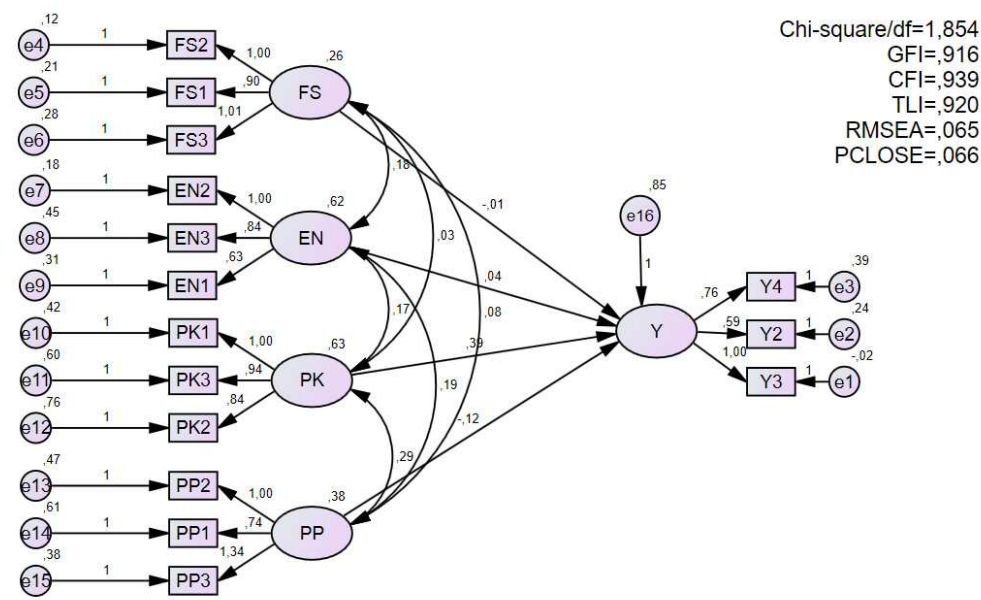 Chi-square/df=1,854
GFI=,916
CFI=,939
TLI=,920
RMSEA=,065
PCLOSE=,066
,12
e4
1
FS2
1,00
,26
,21
e5
1
FS1
,90
FS
,28
e6
1
FS3
1,01
,18
,18
e7
1
EN2
1,00
,62
,45
e8
1
EN3
,84
EN
,31
e9
1
EN1
,63
,42
e10
1
PK1
1,00
,63
,60
e11
1
PK3
,94
PK
,76
e12
1
PK2
,84
,47
e13
1
PP2
1,00
,38
,61
e14
1
PP1
,74
PP
,38
e15
1
PP3
1,34
,03
,08
,17
,19
,29
-,01
,04
,39
-,12
,85
e16
1
Y
,76
Y4
1
e3
,39
,59
Y2
1
e2
,24
1,00
Y3
1
e1
-,02